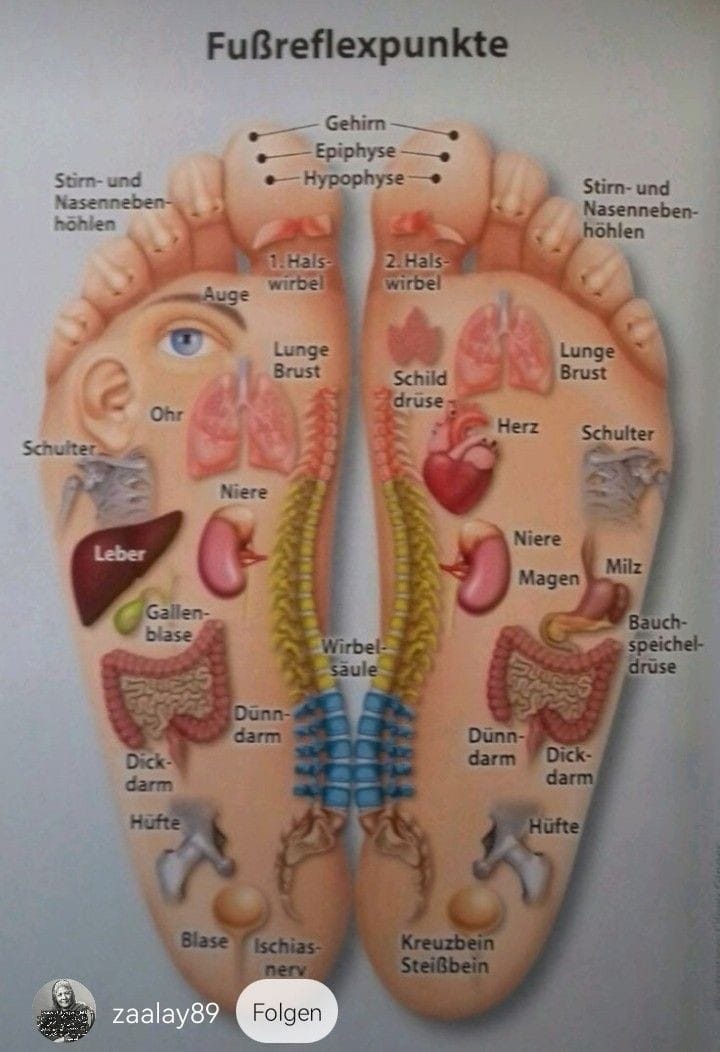 Fußreflexpunkte
Gehirn
Epiphyse
Hypophyse
Stirn- und
Nasenneben-
höhlen
Stirn- und
Nasenneben-
höhlen
1. Hals-
wirbel
2. Hals-
wirbel
Auge
Lunge
Brust
Lunge
Brust
Schild
drüse
Ohr
Herz
Schulter
Schulter
Niere
Niere
Leber
Magen
Milz
Gallen-
blase
Bauch-
speichel-
drüse
Wirbel-
säule
Dünn-
darm
Dünn-
darm
Dick-
darm
Dick-
darm
Hüfte
Hüfte
Blase
Ischias-
nerv
Kreuzbein
Steißbein
zaalay89
Folgen